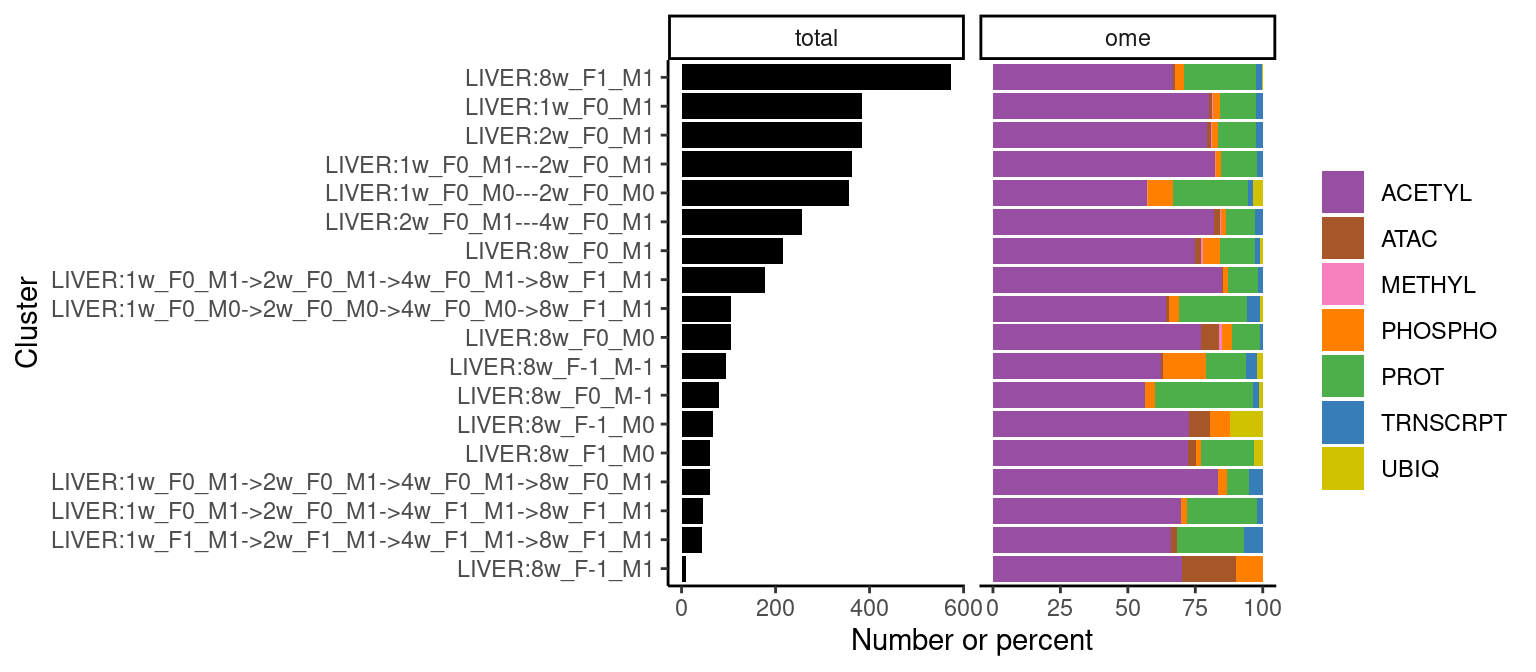 total
ome
LIVER:8w_F1_M1
LIVER:1w_F0_M1
LIVER:2w_F0_M1
LIVER:1w_F0_M1---2w_F0_M1
LIVER:1w_F0_M0---2w_F0_M0
LIVER:2w_F0_M1---4w_F0_M1
LIVER:8w_F0_M1
LIVER:1w_F0_M1->2w_F0_M1->4w_F0_M1->8w_F1_M1
LIVER:1w_F0_M0->2w_F0_M0->4w_F0_M0->8w_F1_M1
LIVER:8w_F0_M0
LIVER:8w_F-1_M-1
LIVER:8w_F0_M-1
LIVER:8w_F-1_M0
LIVER:8w_F1_M0
LIVER:1w_F0_M1->2w_F0_M1->4w_F0_M1->8w_F0_M1
LIVER:1w_F0_M1->2w_F0_M1->4w_F1_M1->8w_F1_M1
LIVER:1w_F1_M1->2w_F1_M1->4w_F1_M1->8w_F1_M1
LIVER:8w_F-1_M1
Cluster
0 200 400 600
0 25 50 75 100
Number or percent
ACETYL
ATAC
METHYL
PHOSPHO
PROT
TRNSCRPT
UBIQ